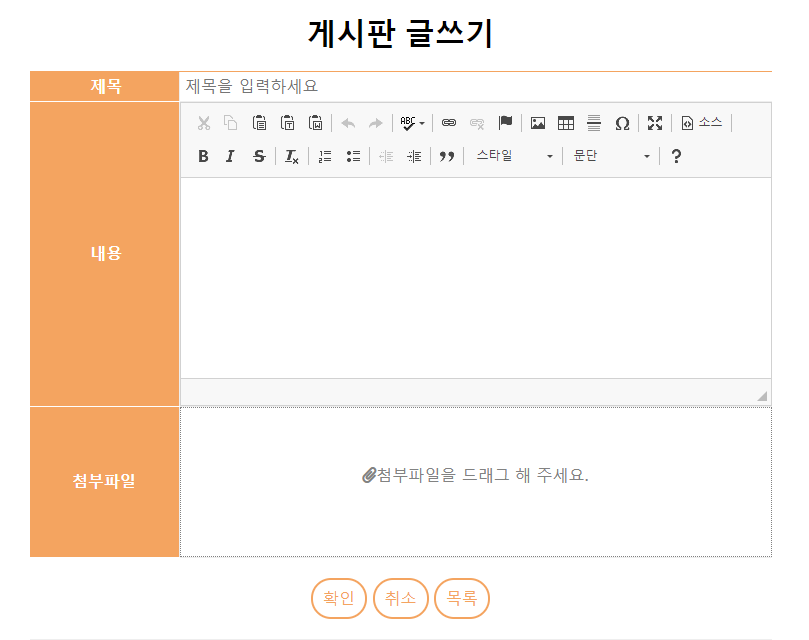 게시판 글쓰기
제목 제목을 입력하세요
ABC 소스
B I S Ix 스타일 문단 ?
내용
첨부파일 첨부파일을 드래그 해 주세요.
확인 취소 목록